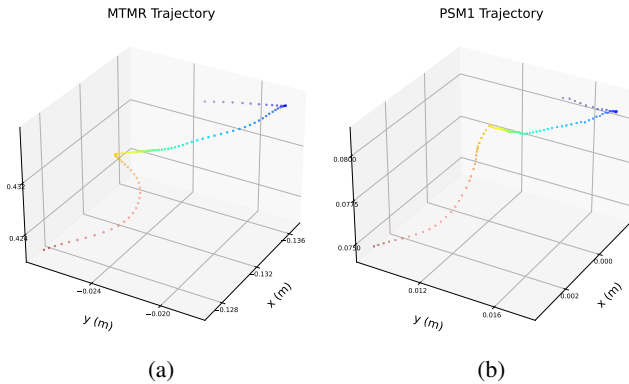 MTMR Trajectory
PSM1 Trajectory
0.432
0.424
−0.024
−0.020
−0.128
−0.132
−0.136
y (m)
x (m)
0.0800
0.0775
0.0750
0.012
0.016
0.002
0.000
y (m)
x (m)
(a)
(b)